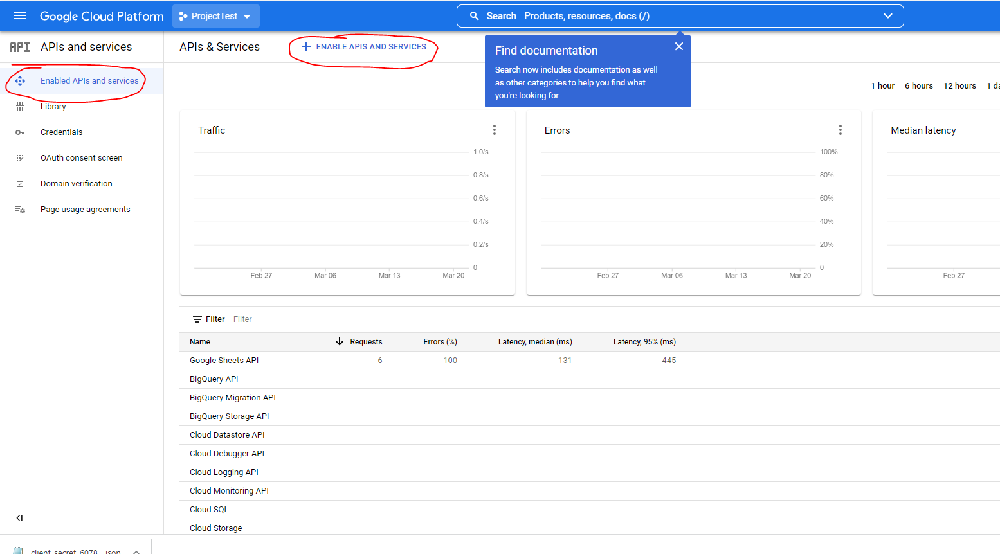 Google Cloud Platform
ProjectTest
Search Products, resources, docs (/)
API APIs and services
APIs & Services
ENABLE APIS AND SERVICES
Find documentation
Search now includes documentation as well
as other categories to help you find what
you're looking for
Enabled APIs and services
Library
Credentials
OAuth consent screen
Domain verification
Page usage agreements
1 hour 6 hours 12 hours 1 da
Traffic
1.0/s
0.8/s
0.6/s
0.4/s
0.2/s
0
Feb 27 Mar 06 Mar 13 Mar 20
Errors
100%
80%
60%
40%
20%
0
Feb 27 Mar 06 Mar 13 Mar 20
Median latency
Feb 27
Filter Filter
Name Requests Errors (%) Latency, median (ms) Latency, 95% (ms)
Google Sheets API 6 100 131 445
BigQuery API
BigQuery Migration API
BigQuery Storage API
Cloud Datastore API
Cloud Debugger API
Cloud Logging API
Cloud Monitoring API
Cloud SQL
Cloud Storage
client_secret_6078....json